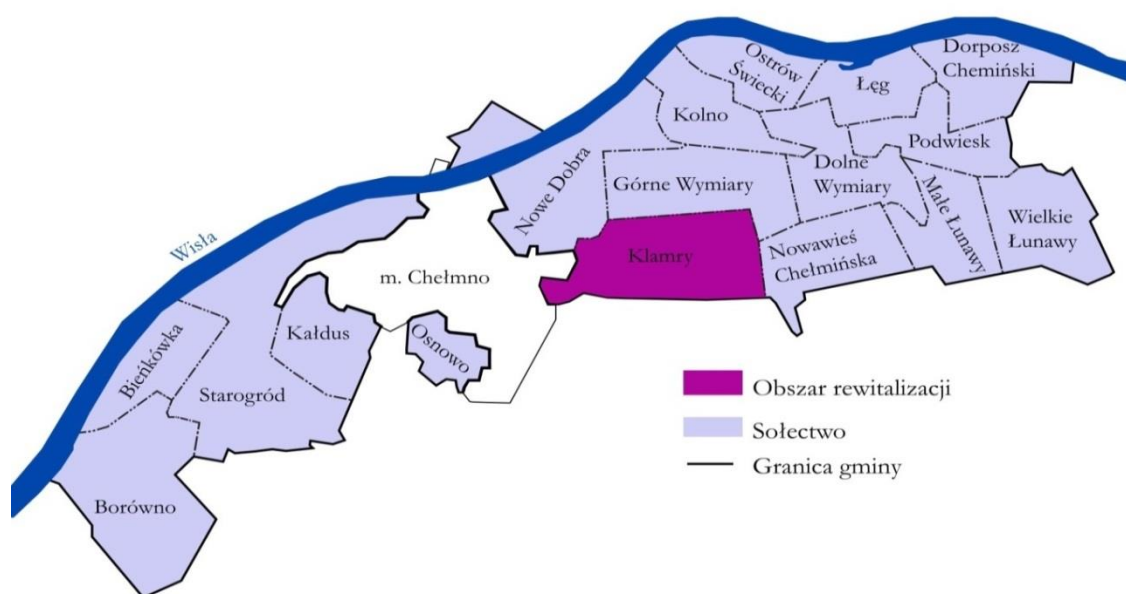 Ostrów
Świecki
Dorposz
Chemiński
Łęg
Kolno
Podwiesk
Dolne
Wymiary
Górne Wymiary
Nowe Dobra
Małe Łunawy
Wielkie
Łunawy
Wisła
Klamry
Nowawieś
Chełmińska
m. Chełmno
Kałdus
Osnowo
Bieńkówka
Starogród
Borówno
Obszar rewitalizacji
Sołectwo
Granica gminy